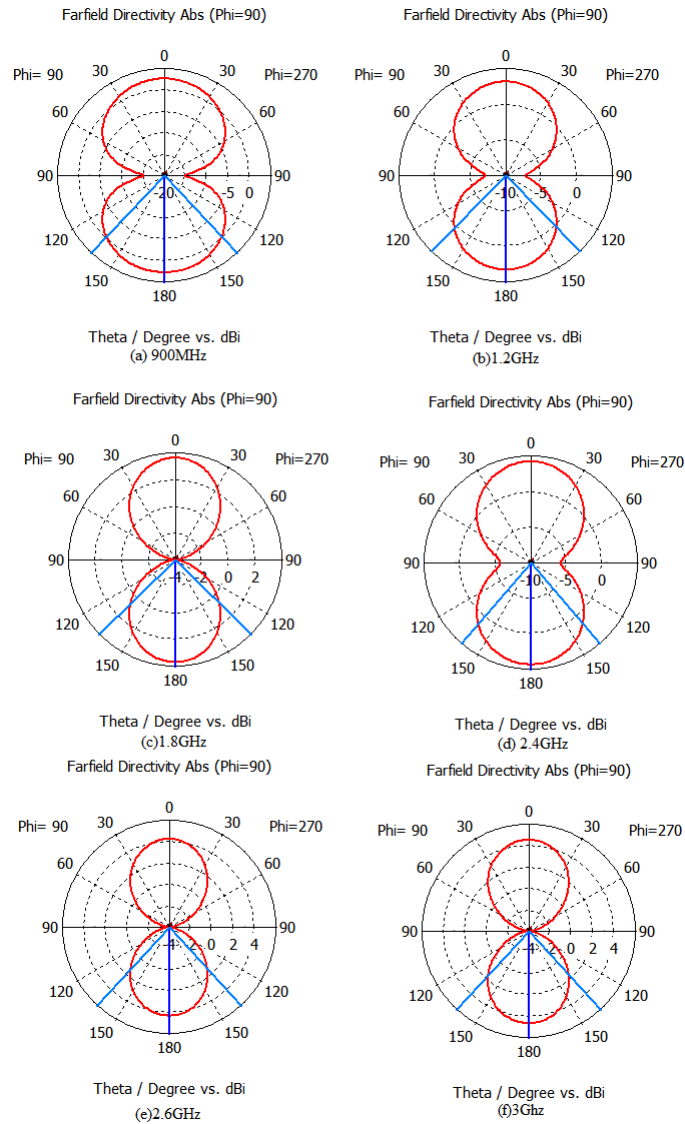 Farfield Directivity Abs (Phi=90)
0
Phi= 90 30 30 Phi=270
60 60
90 -20 -5 0 90
120 120
150 150
180
Theta / Degree vs. dBi
(a) 900MHz
Farfield Directivity Abs (Phi=90)
0
Phi= 90 30 30 Phi=270
60 60
90 -10 -5 0 90
120 120
150 150
180
Theta / Degree vs. dBi
(b)1.2GHz
Farfield Directivity Abs (Phi=90)
0
Phi= 90 30 30 Phi=270
60 60
90 -4 -2 0 2 90
120 120
150 150
180
Theta / Degree vs. dBi
(c)1.8GHz
Farfield Directivity Abs (Phi=90)
0
Phi= 90 30 30 Phi=270
60 60
90 -10 -5 0 90
120 120
150 150
180
Theta / Degree vs. dBi
(d) 2.4GHz
Farfield Directivity Abs (Phi=90)
0
Phi= 90 30 30 Phi=270
60 60
90 -4 -2 0 2 4 90
120 120
150 150
180
Theta / Degree vs. dBi
(e)2.6GHz
Farfield Directivity Abs (Phi=90)
0
Phi= 90 30 30 Phi=270
60 60
90 -4 -2 0 2 4 90
120 120
150 150
180
Theta / Degree vs. dBi
(f)3Ghz